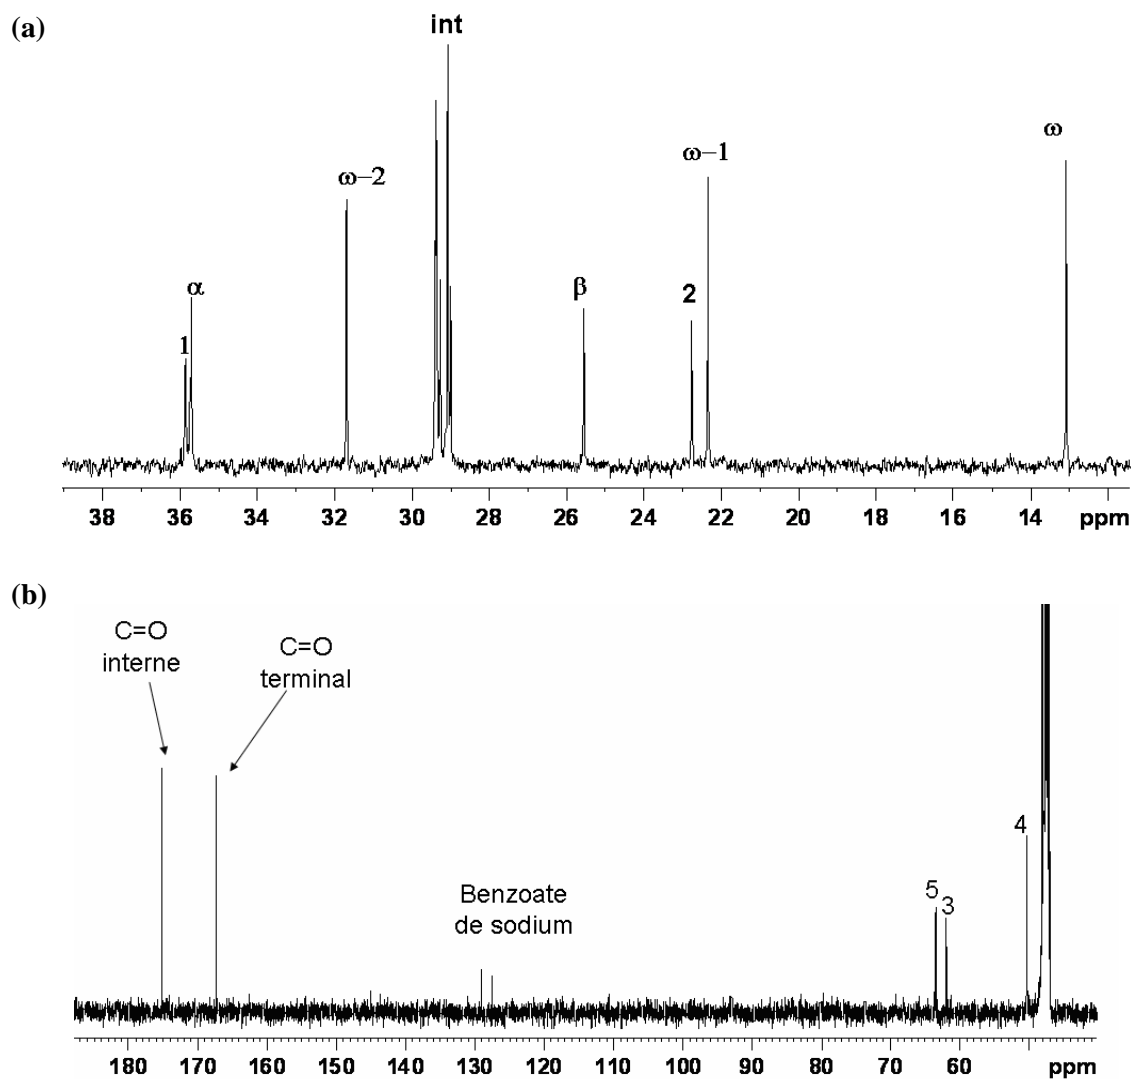 (a)
int
ω
ω−1
ω−2
α
β
2
1
38 36 34 32 30 28 26 24 22 20 18 16 14 ppm
(b)
C=O
interne
C=O
terminal
4
Benzoate
de sodium
5
3
180 170 160 150 140 130 120 110 100 90 80 70 60 ppm